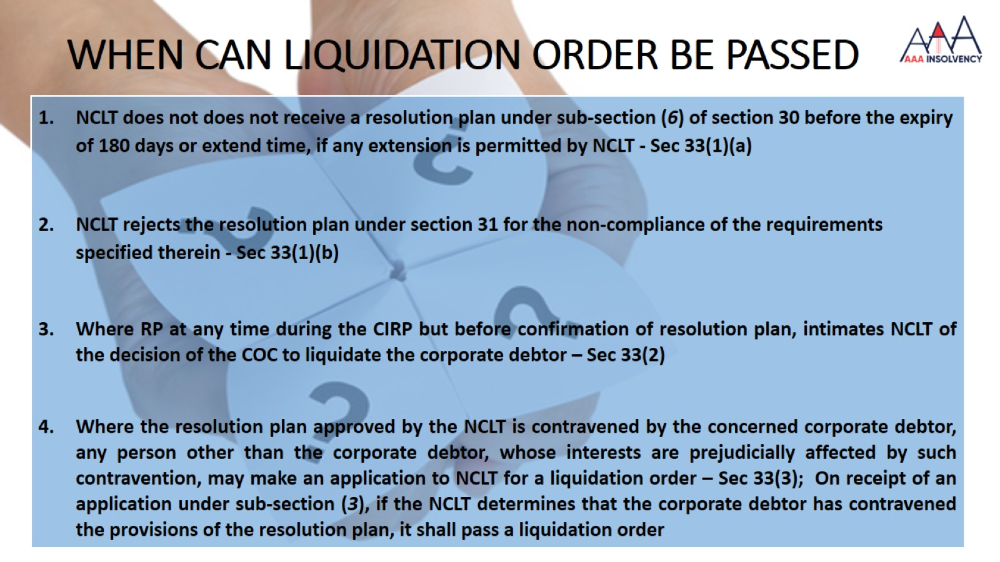 WHEN CAN LIQUIDATION ORDER BE PASSED
AAA
AAA INSOLVENCY
1. NCLT does not does not receive a resolution plan under sub-section (6) of section 30 before the expiry
of 180 days or extend time, if any extension is permitted by NCLT - Sec 33(1)(a)
2. NCLT rejects the resolution plan under section 31 for the non-compliance of the requirements
specified therein - Sec 33(1)(b)
3. Where RP at any time during the CIRP but before confirmation of resolution plan, intimates NCLT of
the decision of the COC to liquidate the corporate debtor – Sec 33(2)
4. Where the resolution plan approved by the NCLT is contravened by the concerned corporate debtor,
any person other than the corporate debtor, whose interests are prejudicially affected by such
contravention, may make an application to NCLT for a liquidation order – Sec 33(3); On receipt of an
application under sub-section (3), if the NCLT determines that the corporate debtor has contravened
the provisions of the resolution plan, it shall pass a liquidation order
?
?
?
?